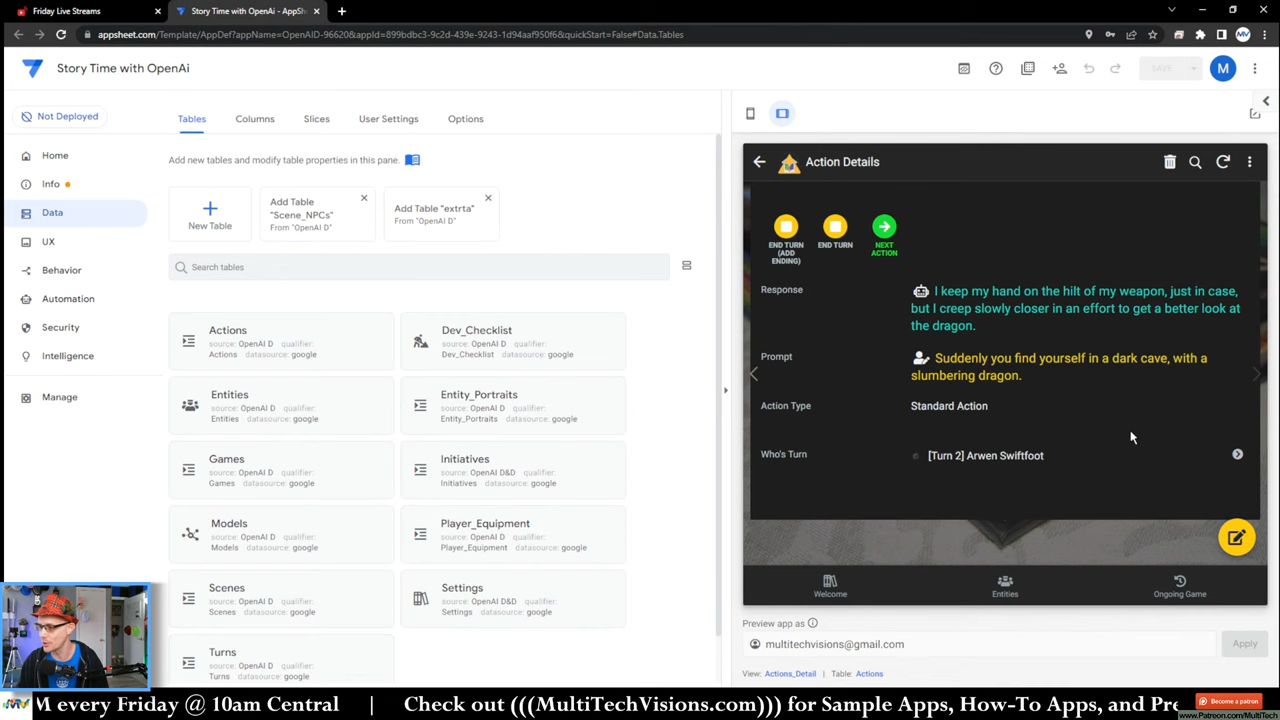 Friday Live Streams
Story Time with OpenAi - AppSh
appsheet.com/Template/AppDef?appName=OpenAID-96620&appId=899bdbc3-9c2d-439e-9243-1d94aaf950f6&quickStart=False#Data.Tables
Story Time with OpenAi
SAVE
M
Not Deployed
Home
Info
Data
UX
Behavior
Automation
Security
Intelligence
Manage
Tables
Columns
Slices
User Settings
Options
Add new tables and modify table properties in this pane.
New Table
Add Table
"Scene_NPCs"
From "OpenAI D"
Add Table "extrta"
From "OpenAI D"
Search tables
Actions
source: OpenAI D qualifier:
Actions datasource: google
Dev_Checklist
source: OpenAI D qualifier:
Dev_Checklist datasource: google
Entities
source: OpenAI D qualifier:
Entities datasource: google
Entity_Portraits
source: OpenAI D qualifier:
Entity_Portraits datasource: google
Games
source: OpenAI D qualifier:
Games datasource: google
Initiatives
source: OpenAI D&D qualifier:
Initiatives datasource: google
Models
source: OpenAI D qualifier:
Models datasource: google
Player_Equipment
source: OpenAI D qualifier:
Player_Equipment datasource: google
Scenes
source: OpenAI D qualifier:
Scenes datasource: google
Settings
source: OpenAI D&D qualifier:
Settings datasource: google
Turns
source: OpenAI D qualifier:
Turns datasource: google
Action Details
END TURN
(ADD
ENDING)
END TURN
NEXT
ACTION
Response
I keep my hand on the hilt of my weapon, just in case,
but I creep slowly closer in an effort to get a better look at
the dragon.
Prompt
Suddenly you find yourself in a dark cave, with a
slumbering dragon.
Action Type
Standard Action
Who's Turn
[Turn 2] Arwen Swiftfoot
Welcome
Entities
Ongoing Game
Preview app as
multitechvisions@gmail.com
Apply
View: Actions_Detail | Table: Actions
M every Friday @ 10am Central | Check out (((MultiTechVisions.com))) for Sample Apps, How-To Apps, and Pre
Become a patron
www.Patreon.com/MultiTech